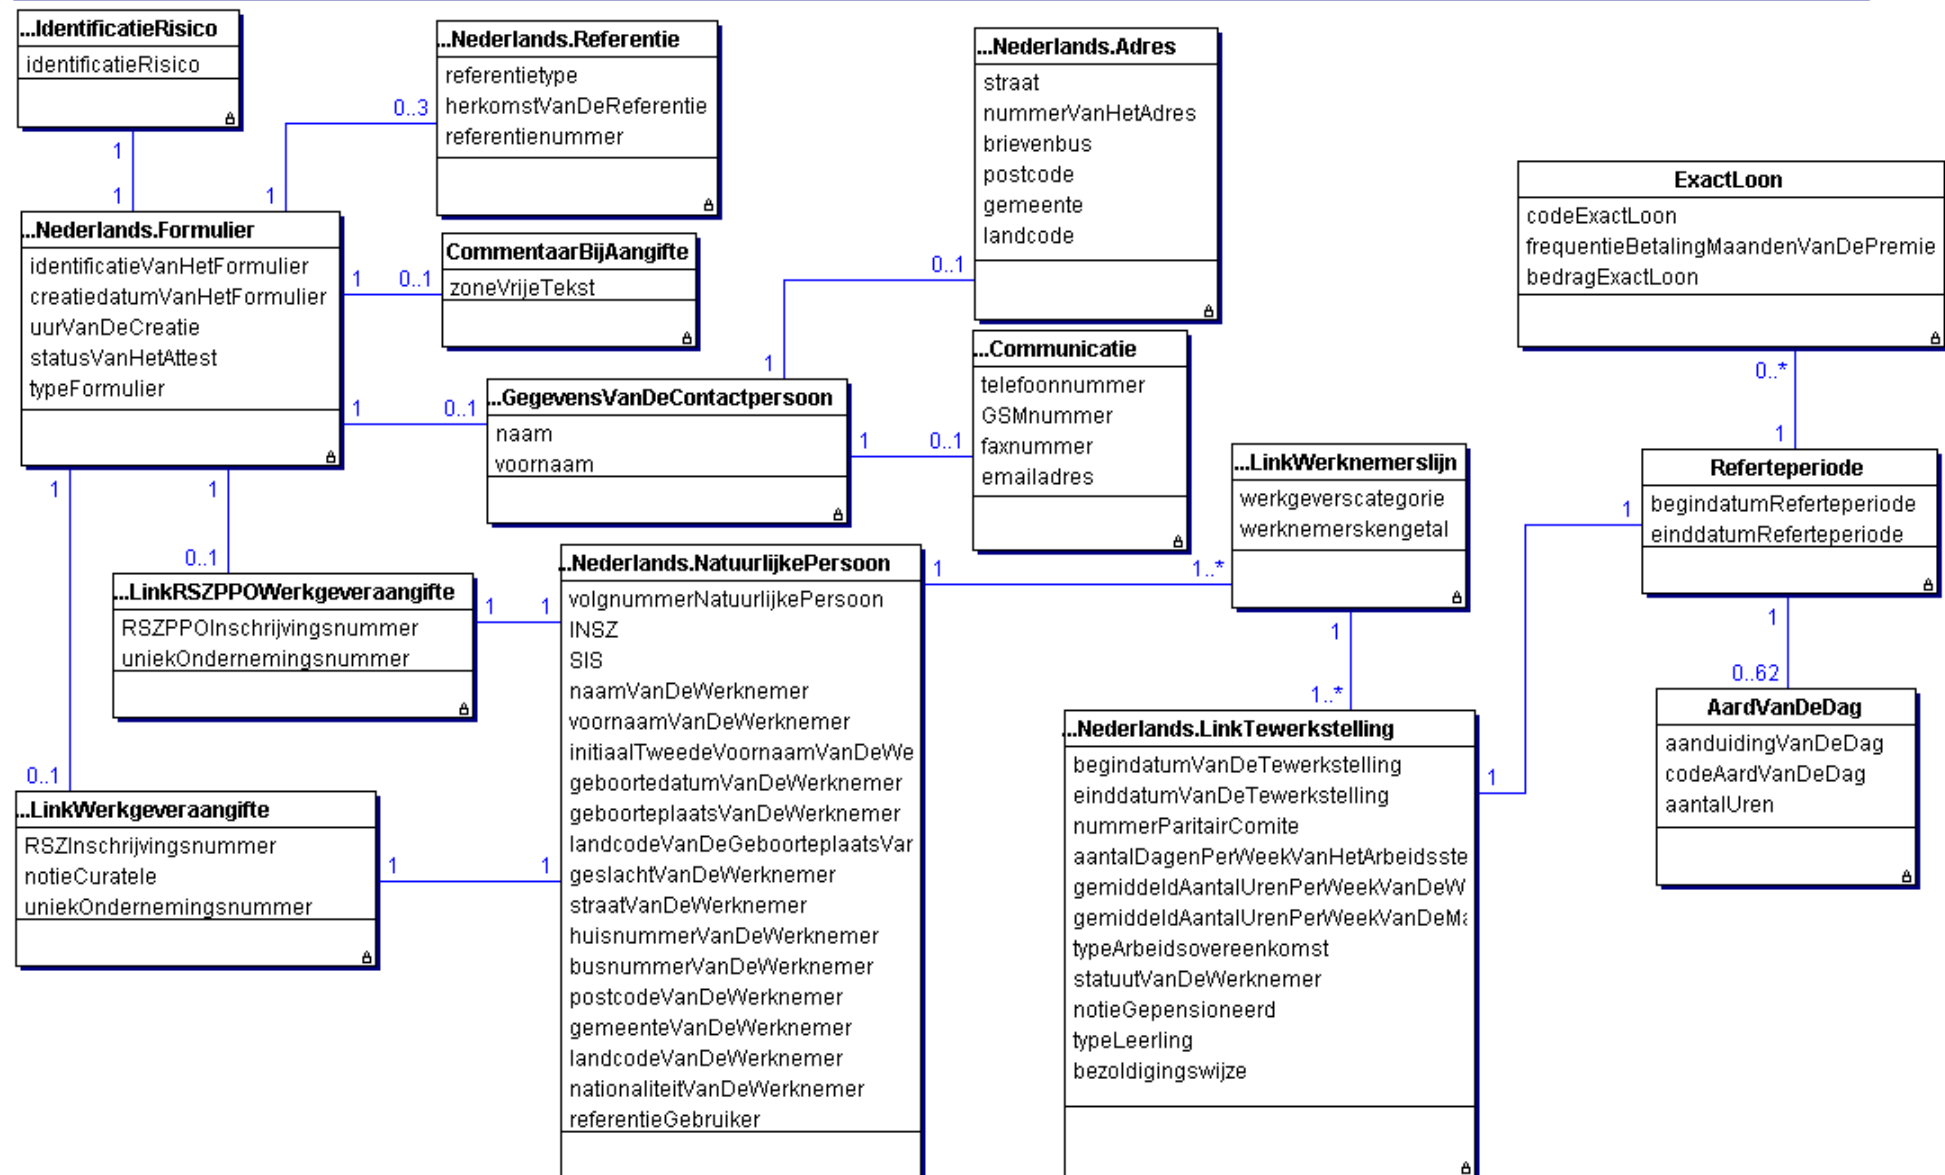 ...IdentificatieRisico
identificatieRisico
1
1
...Nederlands.Referentie
referentietype
herkomstVanDeReferentie
referentienummer
0..3
1
...Nederlands.Adres
straat
nummerVanHetAdres
brievenbus
postcode
gemeente
landcode
0..1
1
ExactLoon
codeExactLoon
frequentieBetalingMaandenVanDePremie
bedragExactLoon
0..*
1
...Nederlands.Formulier
identificatieVanHetFormulier
creatiedatumVanHetFormulier
uurVanDeCreatie
statusVanHetAttest
typeFormulier
1
0..1
CommentaarBijAangifte
zoneVrijeTekst
1
0..1
...GegevensVanDeContactpersoon
naam
voornaam
1
0..1
...Communicatie
telefoonnummer
GSMnummer
faxnummer
emailadres
...LinkWerknemerslijn
werkgeverscategorie
werknemerskengetal
Referteperiode
begindatumReferteperiode
einddatumReferteperiode
1
1
0..62
1
1
0..1
...LinkRSZPPOWerkgeveraangifte
RSZPPOInschrijvingsnummer
uniekOndernemingsnummer
1
1
..Nederlands.NatuurlijkePersoon
volgnummerNatuurlijkePersoon
INSZ
SIS
naamVanDeWerknemer
voornaamVanDeWerknemer
initiaalTweedeVoornaamVanDeWe
geboortedatumVanDeWerknemer
geboorteplaatsVanDeWerknemer
landcodeVanDeGeboorteplaatsVar
geslachtVanDeWerknemer
straatVanDeWerknemer
huisnummerVanDeWerknemer
busnummerVanDeWerknemer
postcodeVanDeWerknemer
gemeenteVanDeWerknemer
landcodeVanDeWerknemer
nationaliteitVanDeWerknemer
referentieGebruiker
1
1..*
1
1..*
...Nederlands.LinkTewerkstelling
begindatumVanDeTewerkstelling
einddatumVanDeTewerkstelling
nummerParitairComite
aantalDagenPerWeekVanHetArbeidsste
gemiddeldAantalUrenPerWeekVanDeW
gemiddeldAantalUrenPerWeekVanDeMa
typeArbeidsovereenkomst
statuutVanDeWerknemer
notieGepensioneerd
typeLeerling
bezoldigingswijze
1
AardVanDeDag
aanduidingVanDeDag
codeAardVanDeDag
aantalUren
0..1
...LinkWerkgeveraangifte
RSZInschrijvingsnummer
notieCuratele
uniekOndernemingsnummer
1
1